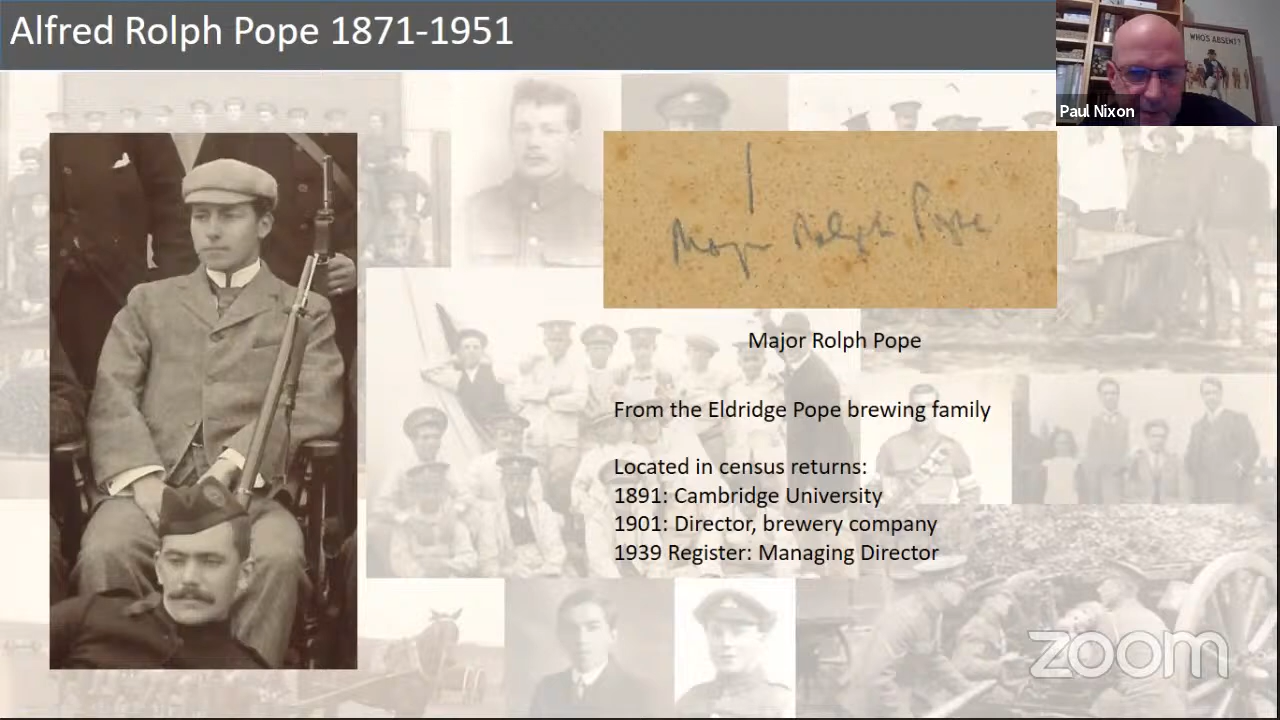 Alfred Rolph Pope 1871-1951
WHO'S ABSENT?
Paul Nixon
Major Rolph Pope
Major Rolph Pope
From the Eldridge Pope brewing family
Located in census returns:
1891: Cambridge University
1901: Director, brewery company
1939 Register: Managing Director
zoom